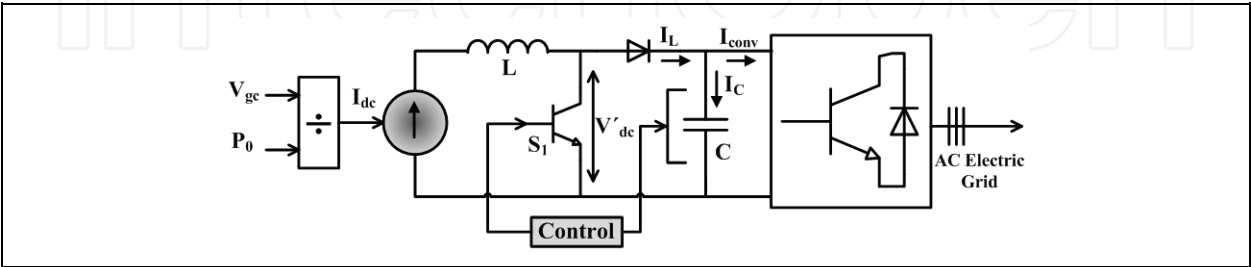 V_gc
P_0
÷
I_dc
L
S_1
V´_dc
I_L
I_conv
I_C
C
Control
AC Electric
Grid